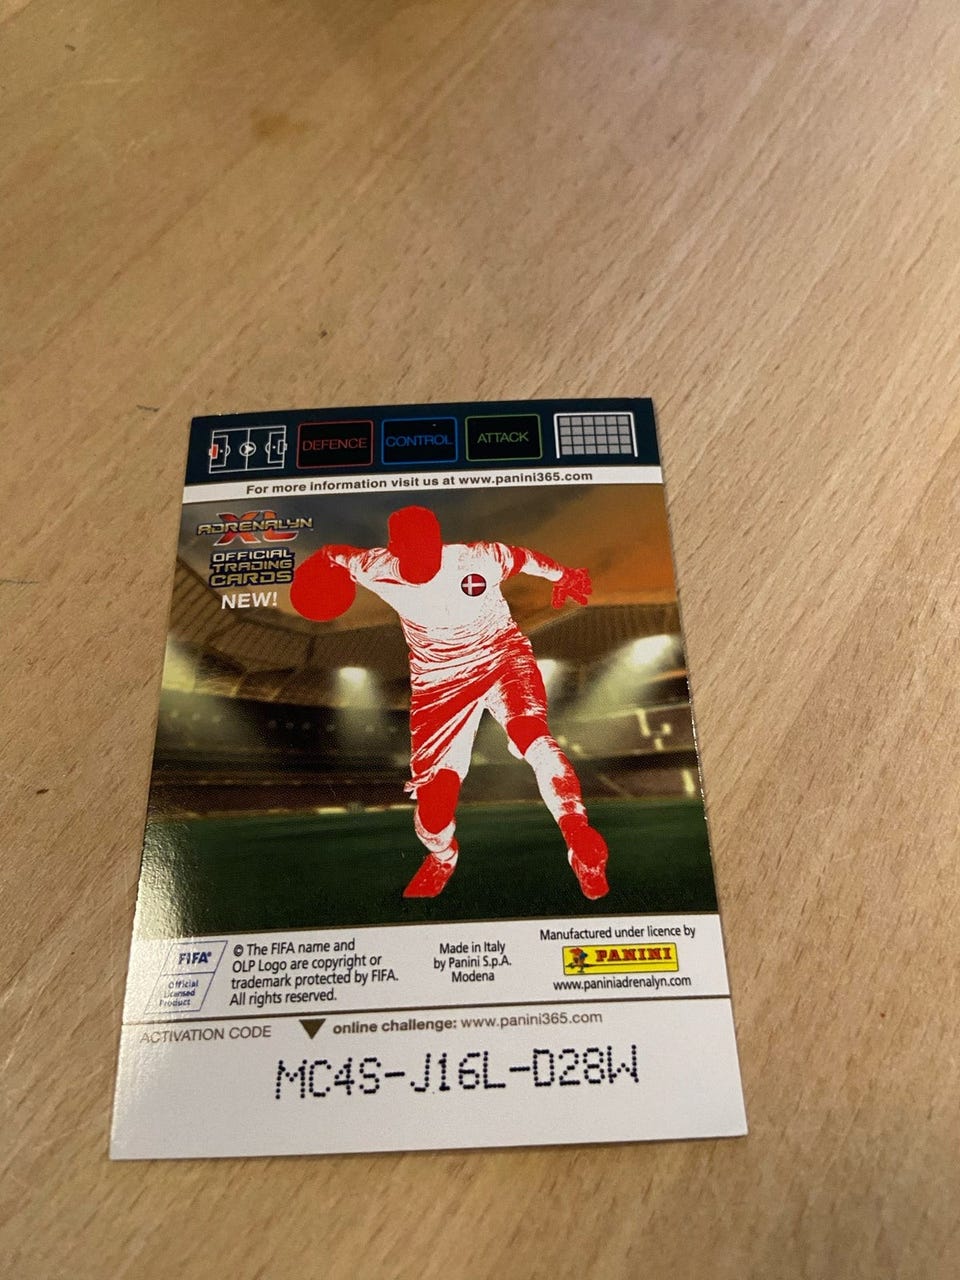 DEFENCE CONTROL ATTACK
For more information visit us at www.panini365.com
ADRENALYN
XL
OFFICIAL
TRADING
CARDS
NEW!
FIFA®
Official
Licensed
Product
© The FIFA name and
OLP Logo are copyright or
trademark protected by FIFA.
All rights reserved.
Made in Italy
by Panini S.p.A.
Modena
Manufactured under licence by
PANINI
www.paniniadrenalyn.com
ACTIVATION CODE
online challenge: www.panini365.com
MC4S-J16L-D28W